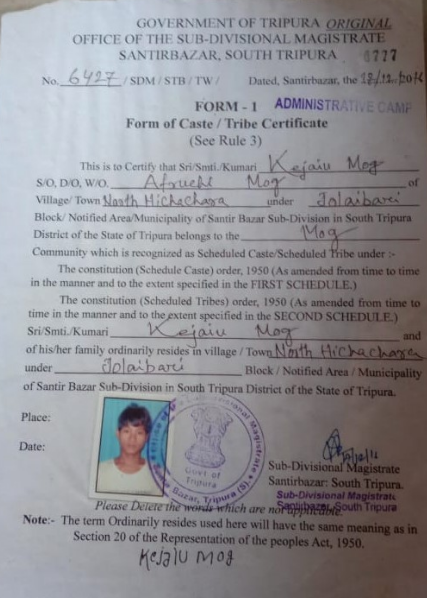 GOVERNMENT OF TRIPURA ORIGINAL
OFFICE OF THE SUB-DIVISIONAL MAGISTRATE
SANTIRBAZAR, SOUTH TRIPURA 4777
No. 6427 / SDM / STB / TW / Dated, Santirbazar, the
FORM - 1 ADMINISTRATIVE CAMP
Form of Caste / Tribe Certificate
(See Rule 3)
This is to Certify that Sri/Smti./Kumari Kejaiu Mog
S/O, D/O, W/O. Mog of
Village/ Town North Hichachara under Jolaibari
Block/ Notified Area/Municipality of Santir Bazar Sub-Division in South Tripura
District of the State of Tripura belongs to the Mog
Community which is recognized as Scheduled Caste/Scheduled Tribe under :-
The constitution (Schedule Caste) order, 1950 (As amended from time to time
in the manner and to the extent specified in the FIRST SCHEDULE.)
The constitution (Scheduled Tribes) order, 1950 (As amended from time to
time in the manner and to the extent specified in the SECOND SCHEDULE.)
Sri/Smti./Kumari Kejaiu Mog and
of his/her family ordinarily resides in village / Town North Hichachara
under Jolaibari Block / Notified Area / Municipality
of Santir Bazar Sub-Division in South Tripura District of the State of Tripura.
Place:
Date:
Sub-Divisional Magistrate
Govt. of
Tripura
Bazar, Tripura (S)
Sub-Divisional Magistrate
Santirbazar: South Tripura.
Sub-Divisional Magistrate
Santirbazar, South Tripura
Please Delete the words which are not applicable.
Note:- The term Ordinarily resides used here will have the same meaning as in
Section 20 of the Representation of the peoples Act, 1950.
KeJAIU MOg